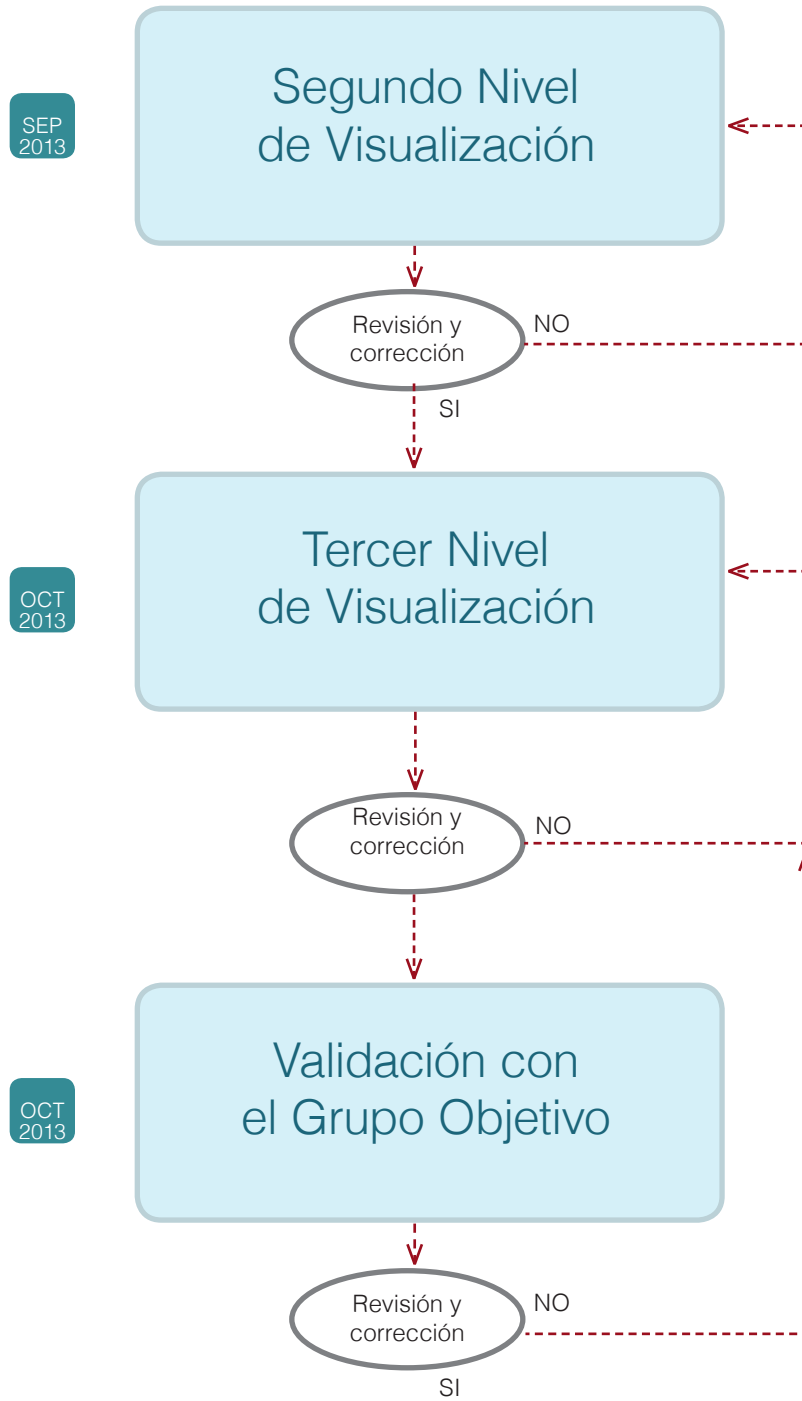 SEP
2013
Segundo Nivel
de Visualización
Revisión y
corrección
NO
SI
OCT
2013
Tercer Nivel
de Visualización
Revisión y
corrección
NO
OCT
2013
Validación con
el Grupo Objetivo
Revisión y
corrección
NO
SI